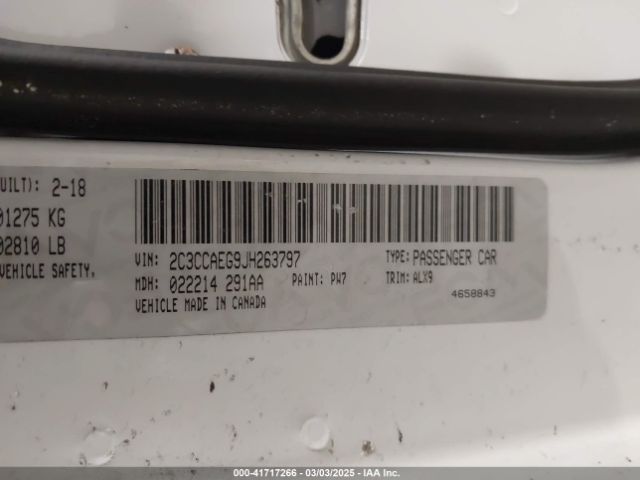 UILT): 2-18
01275 KG
02810 LB
VEHICLE SAFETY,
VIN: 2C3CCAEG9JH263797
TYPE: PASSENGER CAR
MDH: 022214 291AA
PAINT: PW7
TRIM: ALX9
VEHICLE MADE IN CANADA
4658843
000-41717266 - 03/03/2025 - IAA Inc.